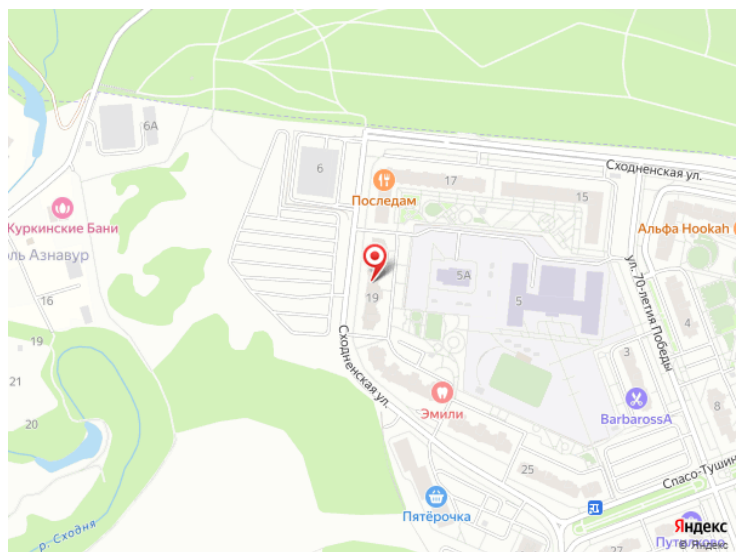 6А
6
Сходненская ул.
17
15
Последам
Куркинские Бани
Альфа Hookah (
оль Азнавур
ул. 70-летия Победы
5А
16
19
5
4
Сходненская ул.
19
3
21
Эмили
BarbarossA
8
20
25
Спасо-Тушин
Пятёрочка
р. Сходня
Яндекс
Путилково
© Яндекс
27